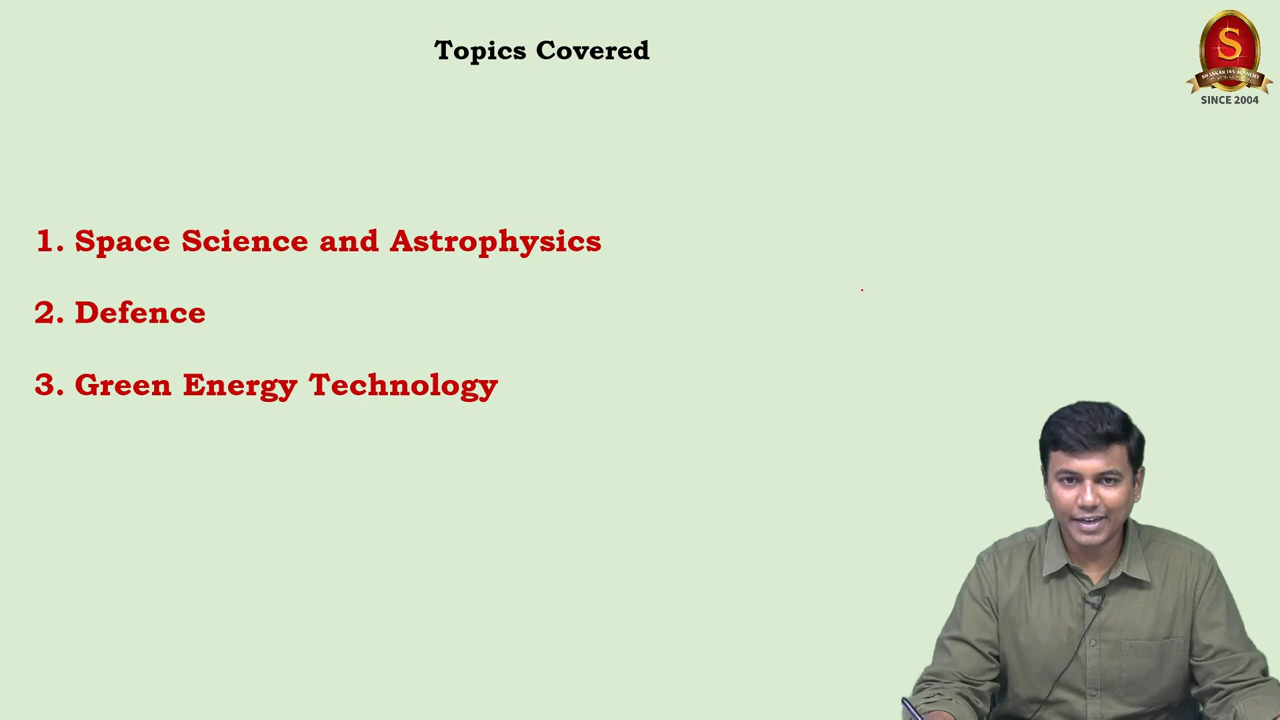 Topics Covered
S
SINCE 2004
1. Space Science and Astrophysics
2. Defence
3. Green Energy Technology